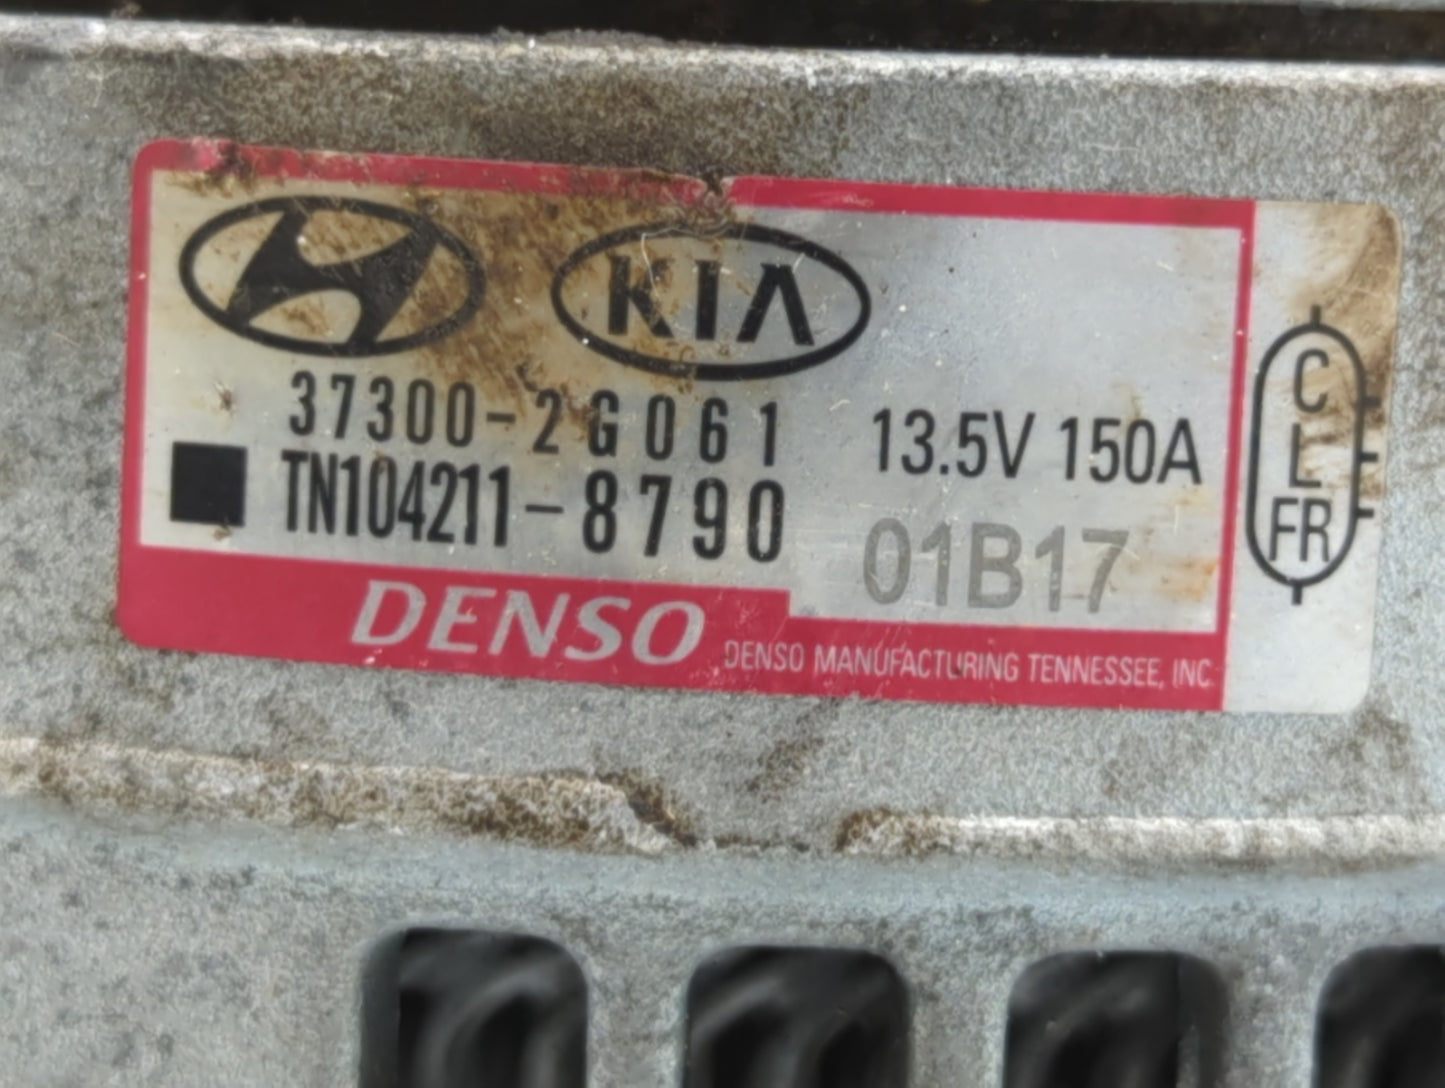 KIA
37300-2G061 13.5V 150A
TN104211-8790 01B17
DENSO DENSO MANUFACTURING TENNESSEE, INC
C
L
FR